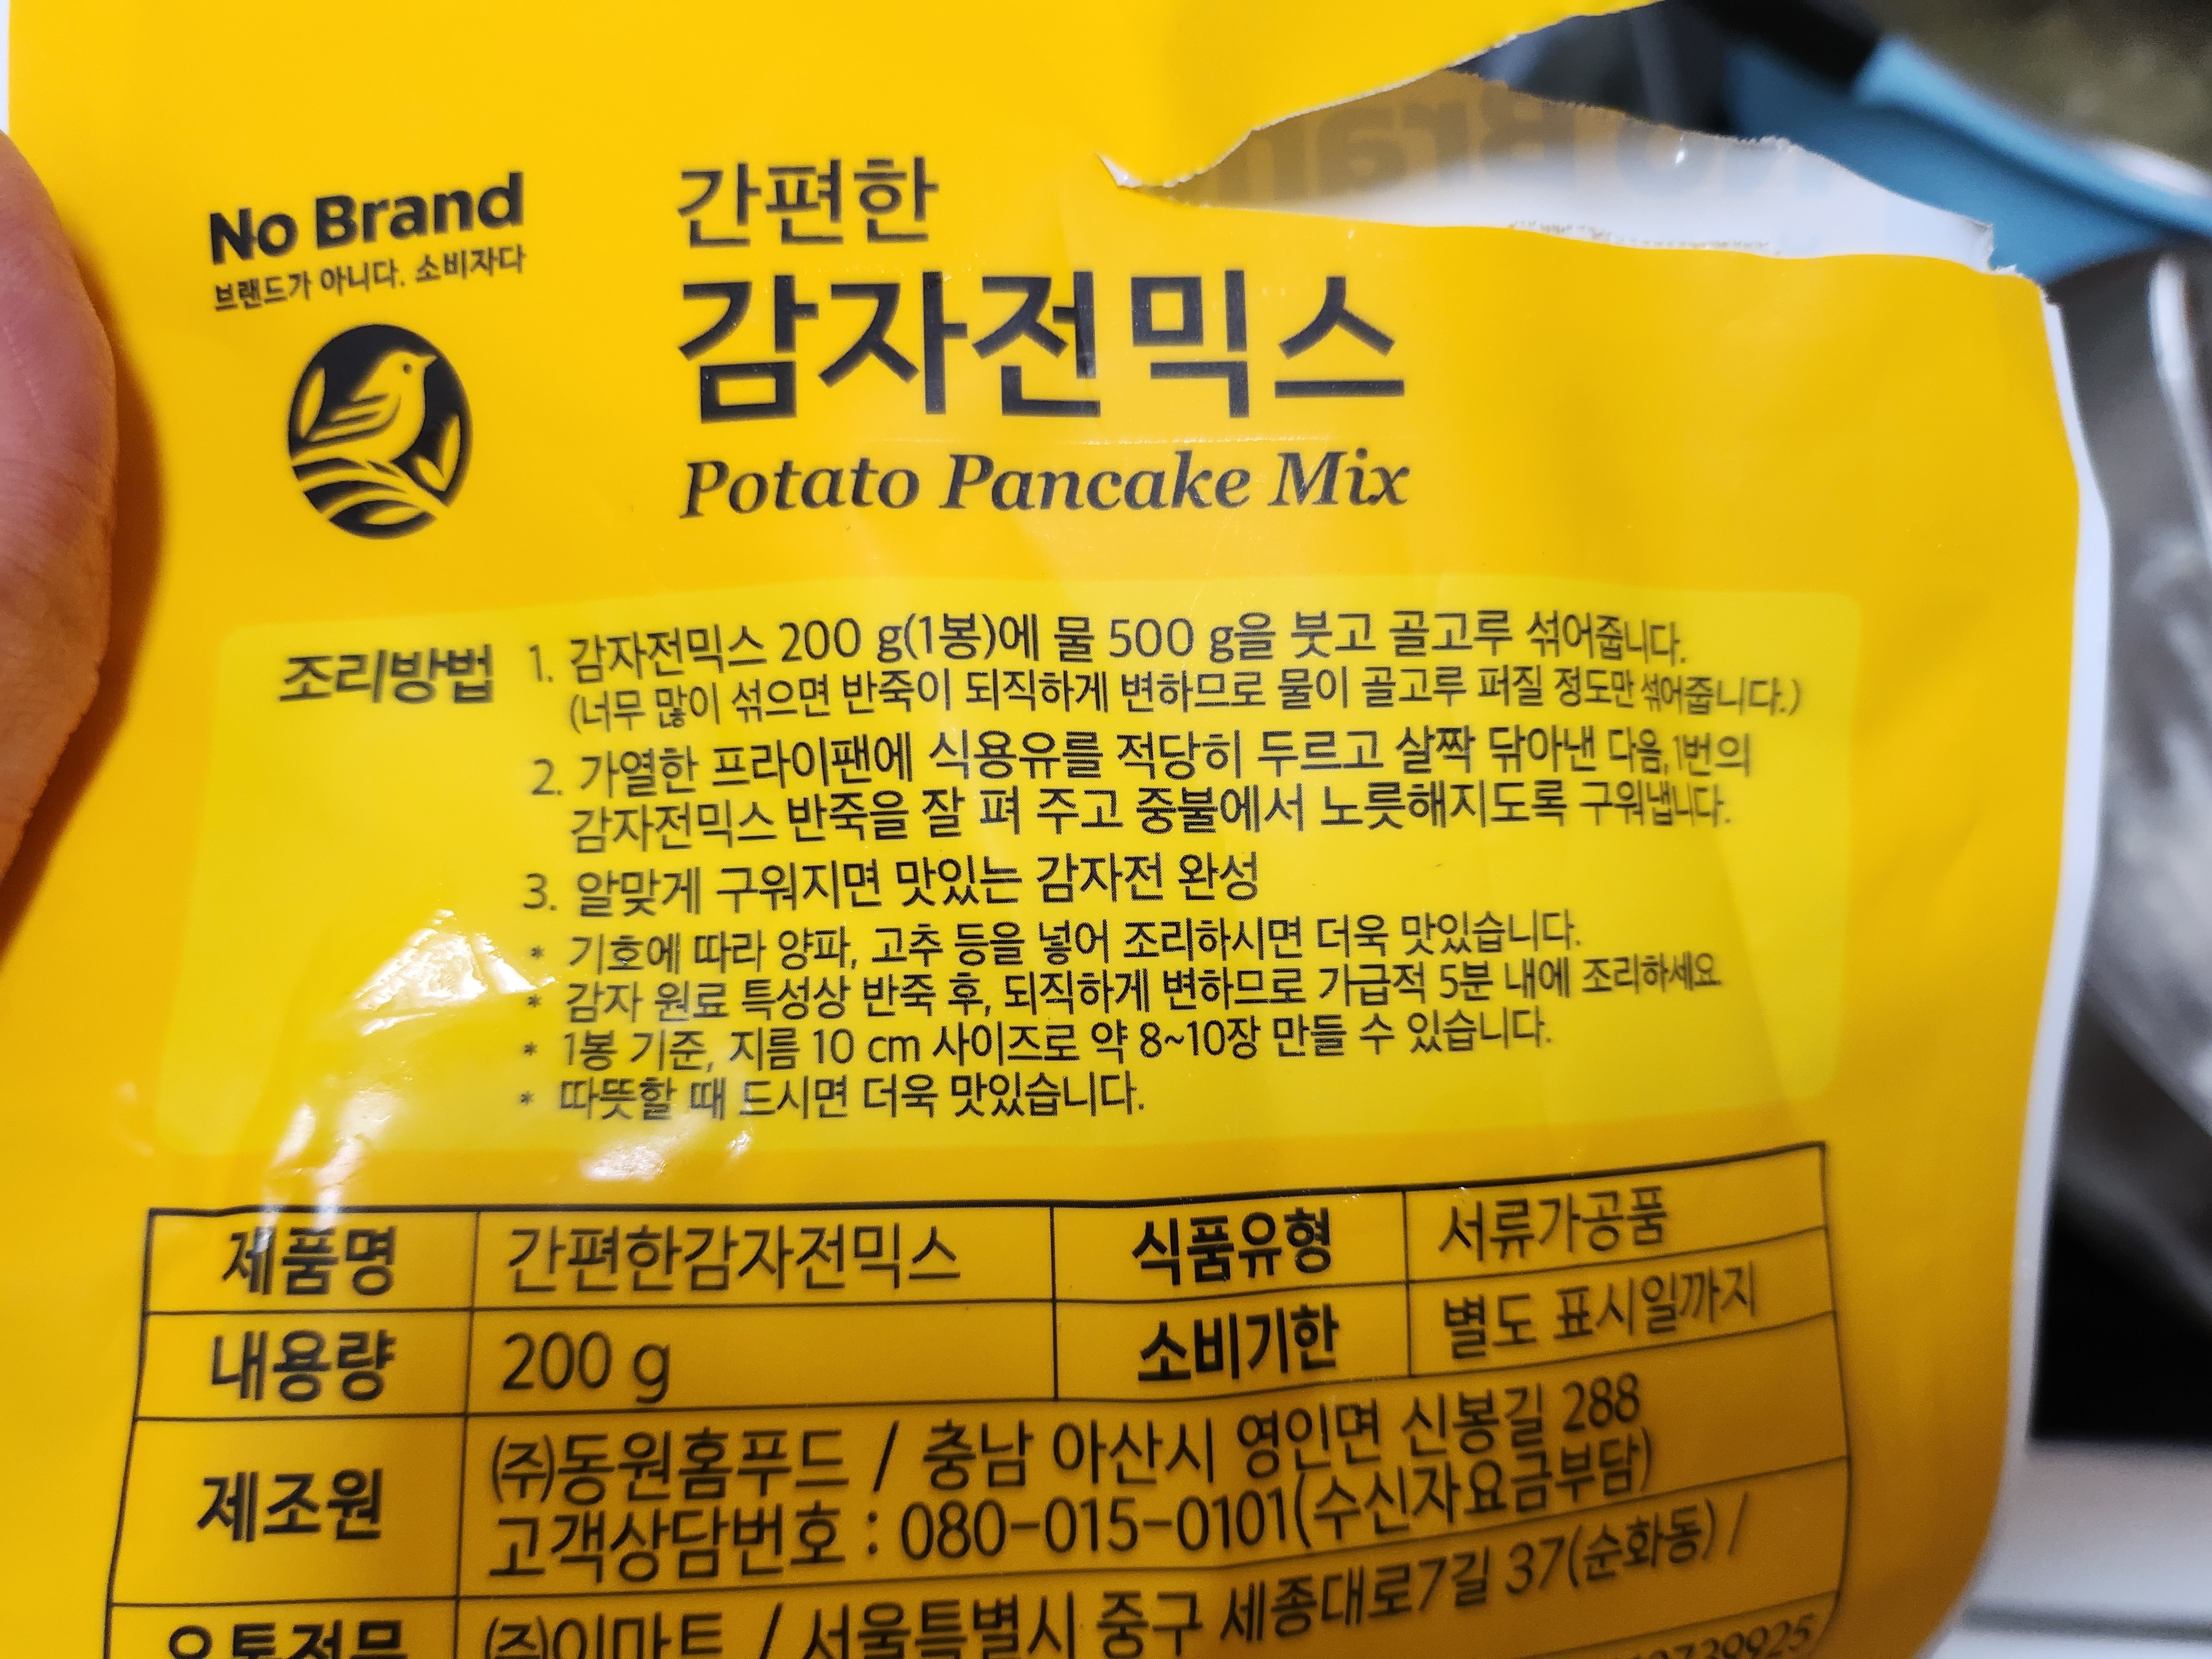 No Brand
브랜드가 아니다. 소비자다
간편한
감자전믹스
Potato Pancake Mix
조리방법
1. 감자전믹스 200 g(1봉)에 물 500 g을 붓고 골고루 섞어줍니다.
(너무 많이 섞으면 반죽이 되직하게 변하므로 물이 골고루 퍼질 정도만 섞어줍니다.)
2. 가열한 프라이팬에 식용유를 적당히 두르고 살짝 닦아낸 다음, 1번의
감자전믹스 반죽을 잘 펴 주고 중불에서 노릇해지도록 구워냅니다.
3. 알맞게 구워지면 맛있는 감자전 완성
* 기호에 따라 양파, 고추 등을 넣어 조리하시면 더욱 맛있습니다.
* 감자 원료 특성상 반죽 후, 되직하게 변하므로 가급적 5분 내에 조리하세요.
* 1봉 기준, 지름 10 cm 사이즈로 약 8~10장 만들 수 있습니다.
* 따뜻할 때 드시면 더욱 맛있습니다.
제품명 간편한감자전믹스 식품유형 서류가공품
내용량 200 g 소비기한 별도 표시일까지
제조원 ㈜동원홈푸드 / 충남 아산시 영인면 신봉길 288
고객상담번호 : 080-015-0101(수신자요금부담)
㈜이마트 / 서울특별시 중구 세종대로7길 37(순화동) /